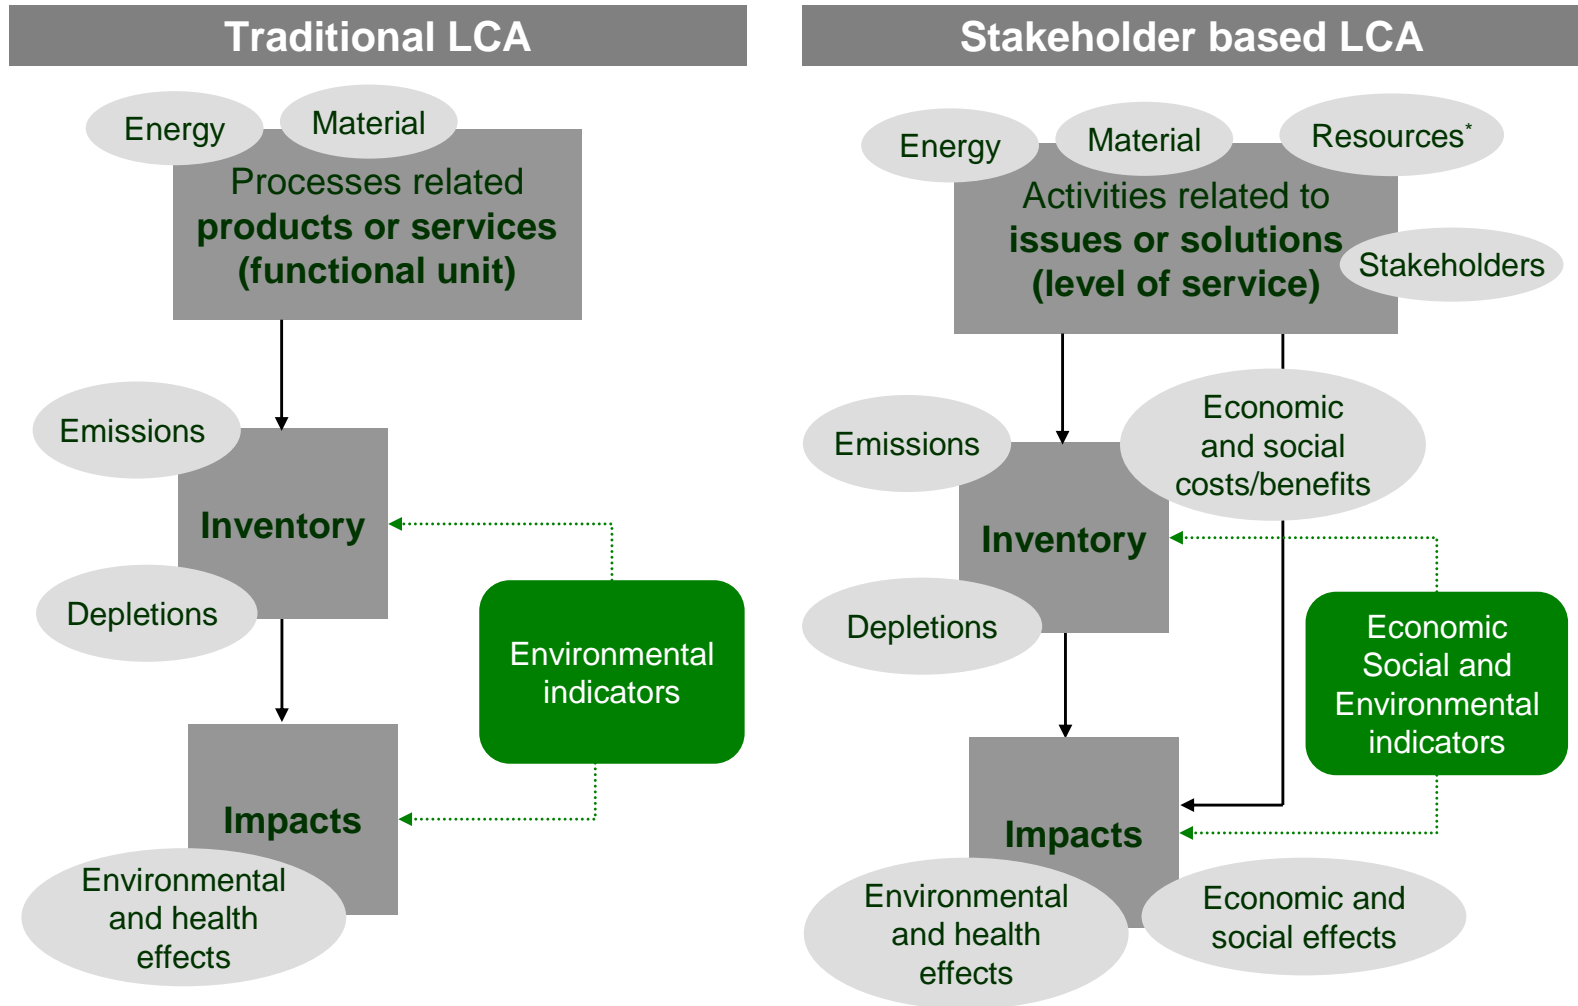 Traditional LCA
Energy
Material
Processes related
products or services
(functional unit)
Emissions
Inventory
Depletions
Environmental
indicators
Impacts
Environmental
and health
effects
Stakeholder based LCA
Energy
Material
Resources*
Activities related to
issues or solutions
(level of service)
Stakeholders
Emissions
Economic
and social
costs/benefits
Inventory
Depletions
Economic
Social and
Environmental
indicators
Impacts
Environmental
and health
effects
Economic and
social effects